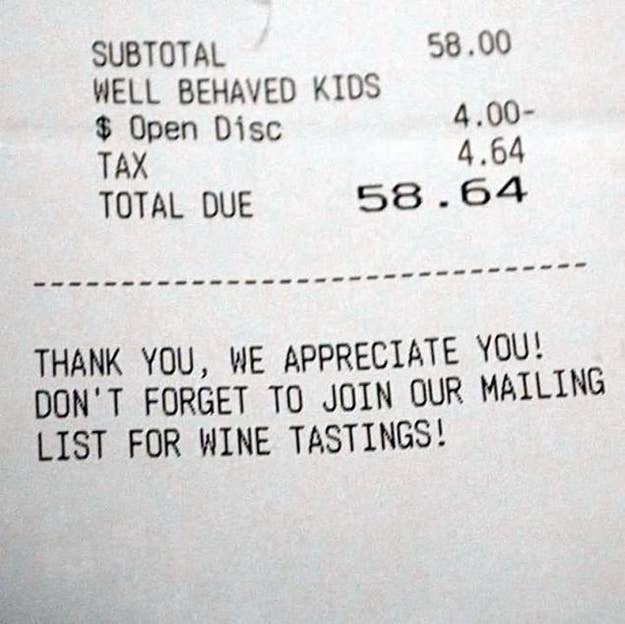 SUBTOTAL 58.00
WELL BEHAVED KIDS
$ Open Disc 4.00-
TAX 4.64
TOTAL DUE 58.64
--------------------------------
THANK YOU, WE APPRECIATE YOU!
DON'T FORGET TO JOIN OUR MAILING
LIST FOR WINE TASTINGS!